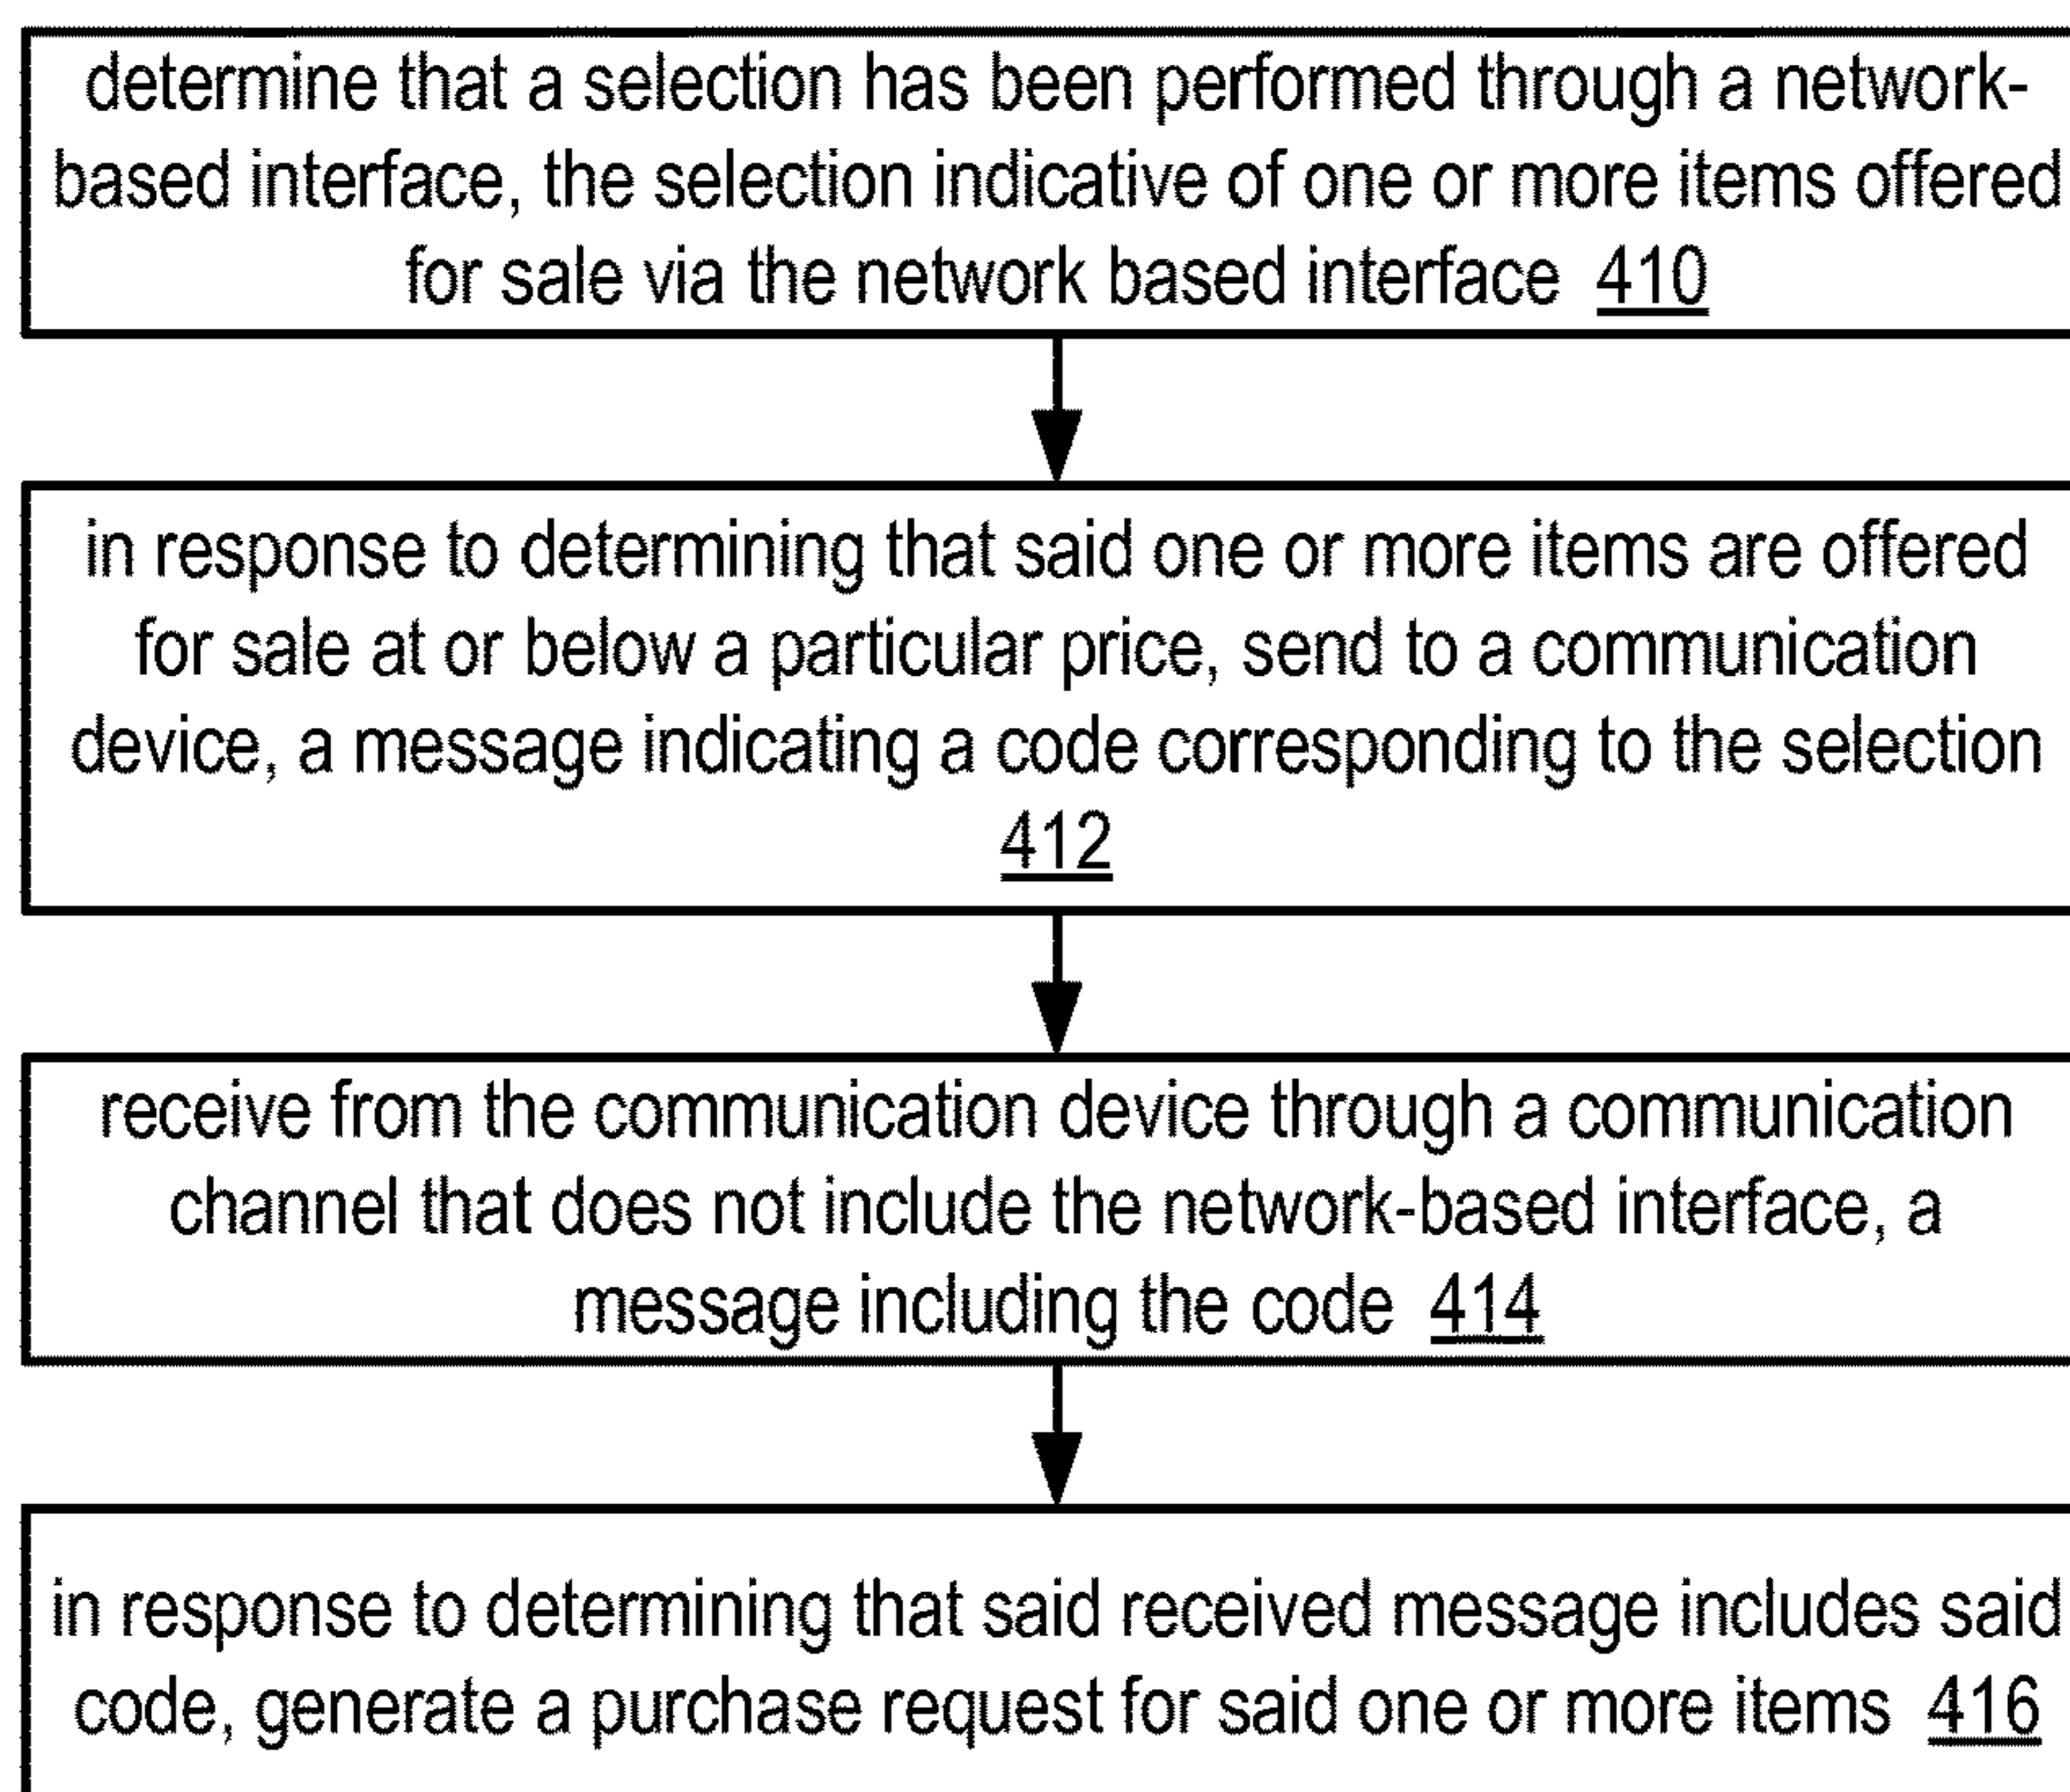 determine that a selection has been performed through a network-
based interface, the selection indicative of one or more items offered
for sale via the network based interface 410
in response to determining that said one or more items are offered
for sale at or below a particular price, send to a communication
device, a message indicating a code corresponding to the selection
412
receive from the communication device through a communication
channel that does not include the network-based interface, a
message including the code 414
in response to determining that said received message includes said
code, generate a purchase request for said one or more items 416